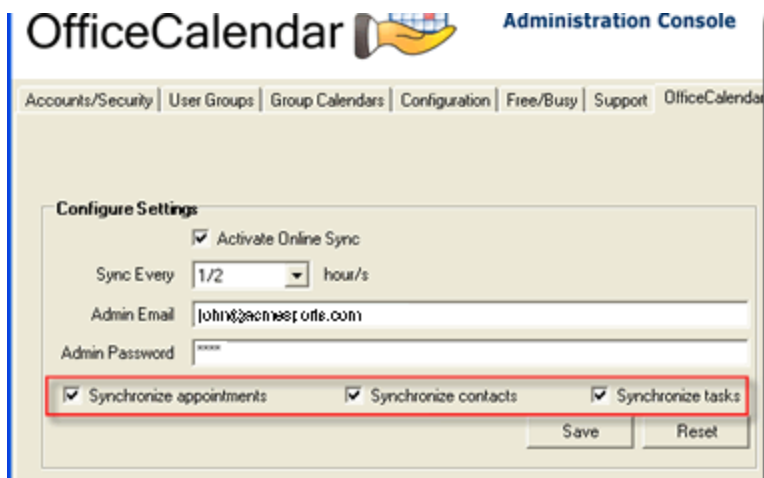 OfficeCalendar
Administration Console
Accounts/Security User Groups Group Calendars Configuration Free/Busy Support OfficeCalendar
Configure Settings
Activate Online Sync
Sync Every 1/2 hour/s
Admin Email john@acmesports.com
Admin Password ****
Synchronize appointments Synchronize contacts Synchronize tasks
Save Reset